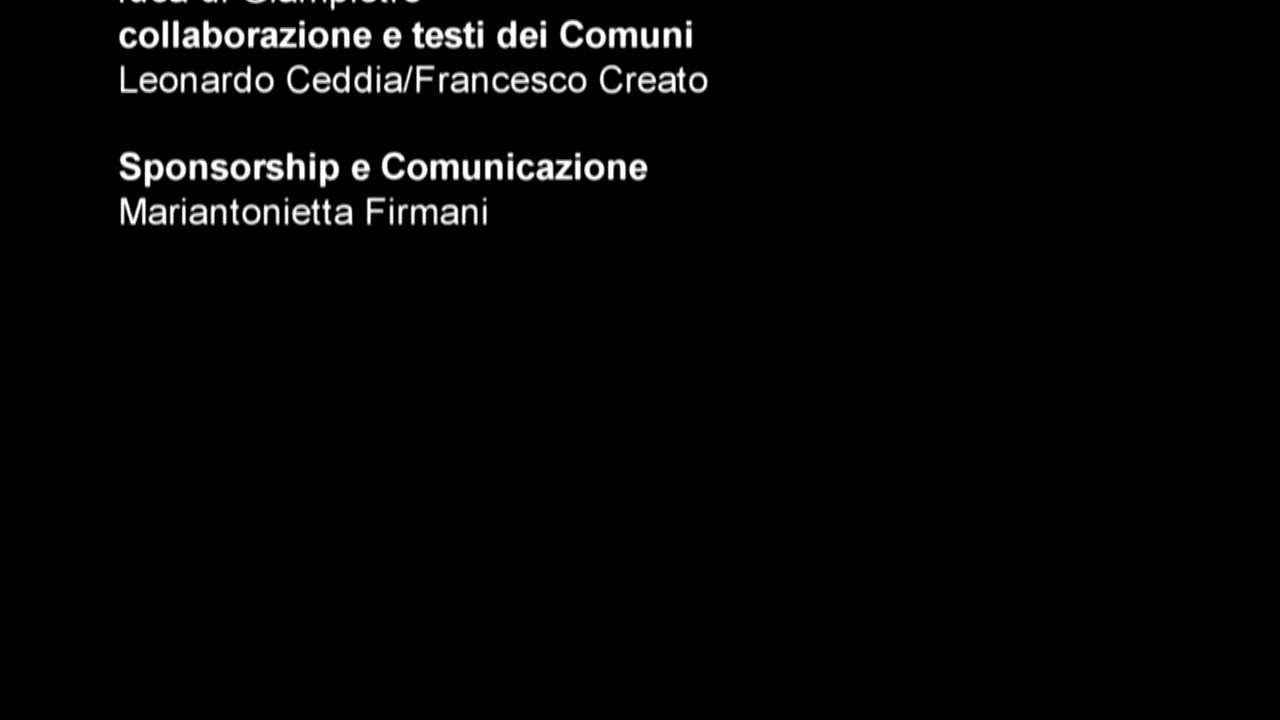 collaborazione e testi dei Comuni
Leonardo Ceddia/Francesco Creato
Sponsorship e Comunicazione
Mariantonietta Firmani